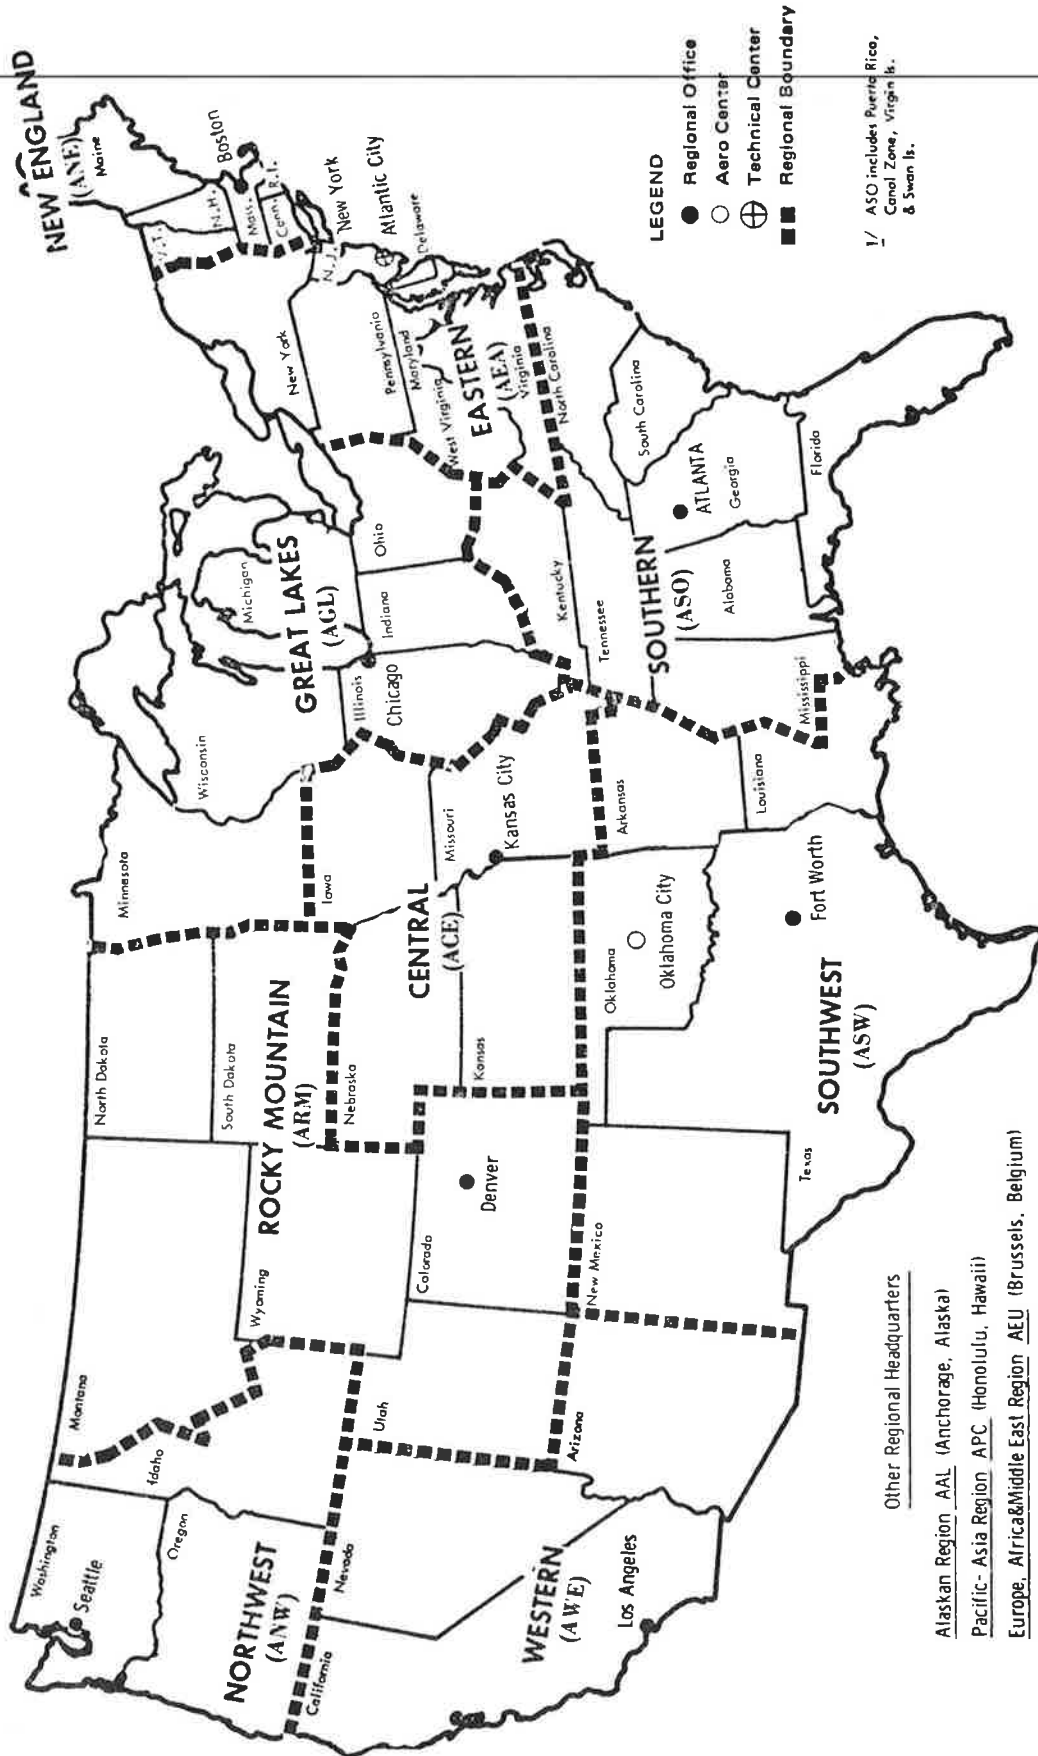 NEW ENGLAND
(ANE)
Maine
V.T.
N.H.
Boston
Mass.
Conn.
R.I.
New York
New York
N.J.
Atlantic City
Pennsylvanio
Maryland
Delaware
West Virginia
EASTERN
(AEA)
Virginia
North Carolina
GREAT LAKES
(AGL)
Michigan
Ohio
Indiana
Illinois
Chicago
Wisconsin
Minnesota
Iowa
Kentucky
Tennessee
SOUTHERN
(ASO)
South Carolina
ATLANTA
Georgia
Alabama
Florida
Mississippi
CENTRAL
(ACE)
Missouri
Kansas City
Nebraska
Kansas
Arkansas
Louisiana
Oklahoma
Oklahoma City
Fort Worth
SOUTHWEST
(ASW)
Texas
New Mexico
North Dakota
South Dakota
ROCKY MOUNTAIN
(ARM)
Montana
Wyoming
Colorado
Denver
Utah
Washington
Seattle
Oregon
Idaho
NORTHWEST
(ANW)
California
Nevada
Arizona
WESTERN
(AWE)
Los Angeles
LEGEND
Regional Office
Aero Center
Technical Center
Regional Boundary
1/ ASO includes Puerto Rico,
Canal Zone, Virgin Is.
& Swan Is.
Other Regional Headquarters
Alaskan Region AAL (Anchorage, Alaska)
Pacific- Asia Region APC (Honolulu, Hawaii)
Europe, Africa&Middle East Region AEU (Brussels, Belgium)